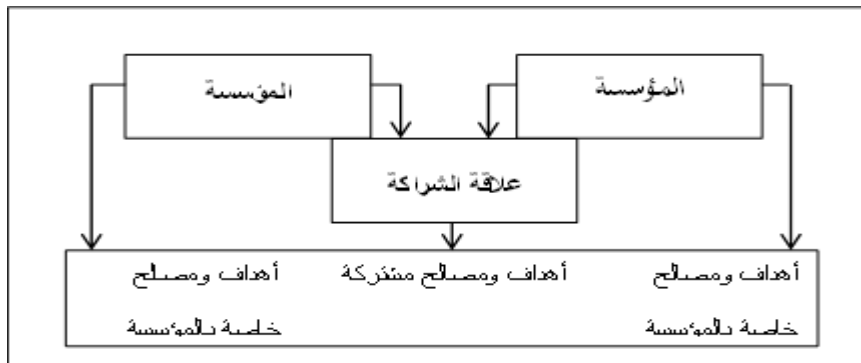 المؤسسة
المؤسسة
علاقة الشراكة
أهداف ومصالح
أهداف ومصالح مشتركة
أهداف ومصالح
خاصة بالمؤسسة
خاصة بالمؤسسة